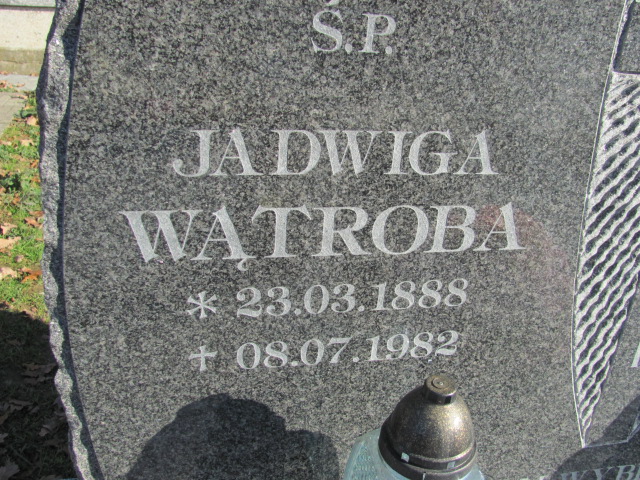 Ś.P.
JADWIGA
WĄTROBA
* 23.03.1888
+ 08.07.1982